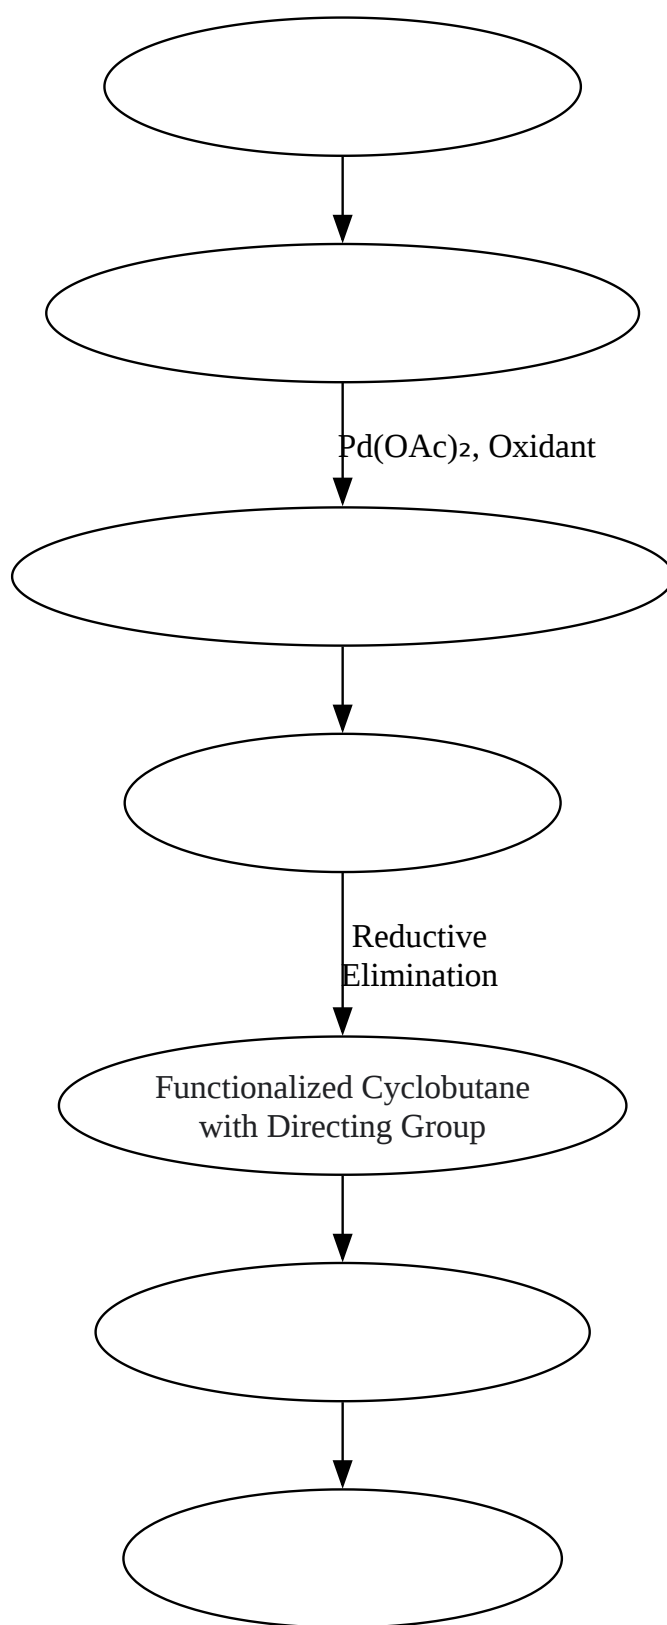 Pd(OAc)₂, Oxidant
Reductive
Elimination
Functionalized Cyclobutane
with Directing Group